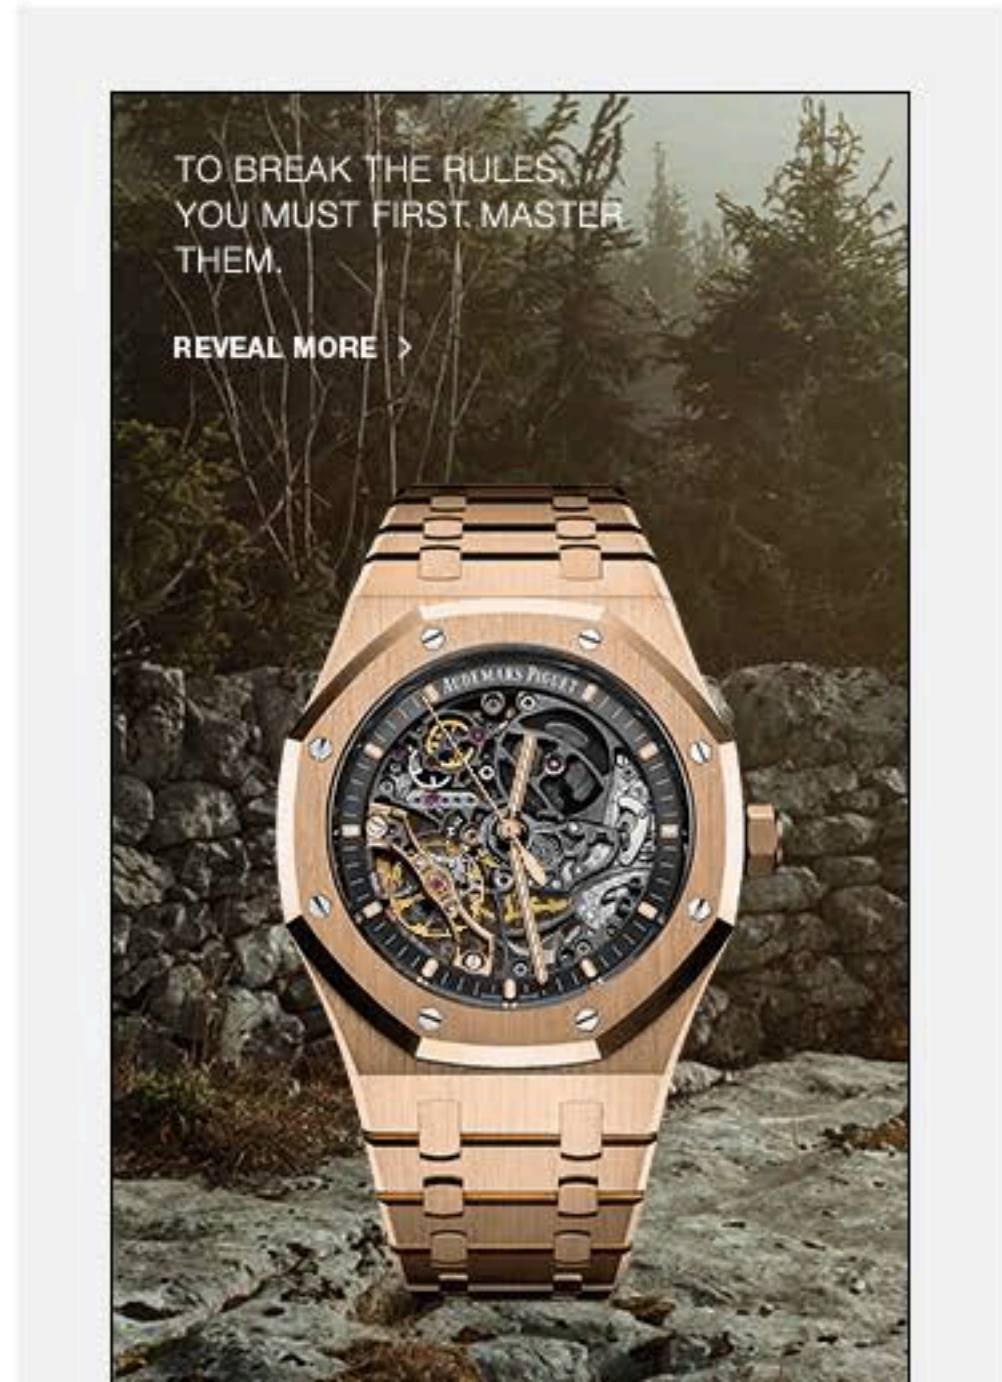 TO BREAK THE RULES,
YOU MUST FIRST MASTER
THEM.
REVEAL MORE >
AUDEMARS PIGUET